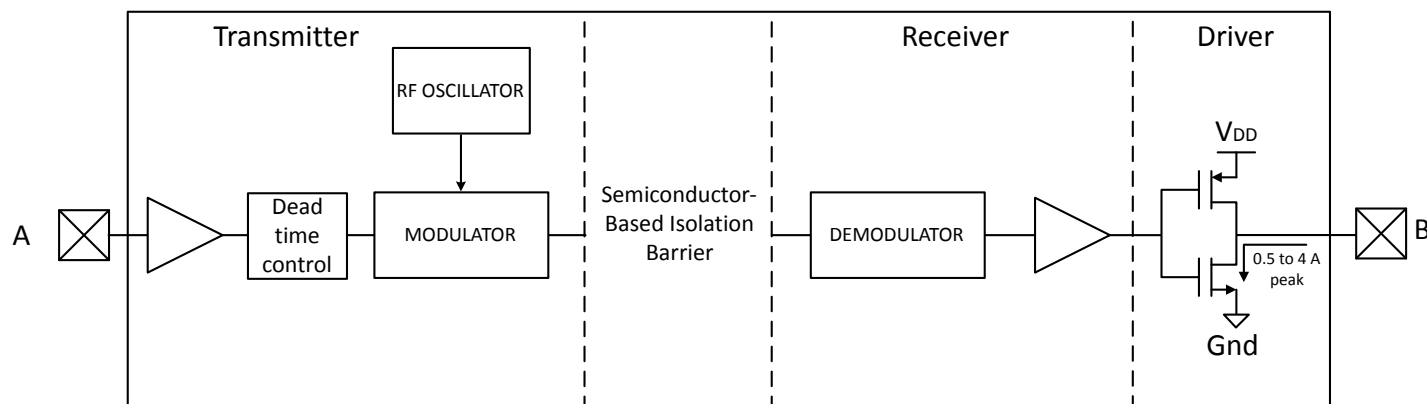 Transmitter
Receiver
Driver
RF OSCILLATOR
VDD
A
Dead
time
control
MODULATOR
Semiconductor-
Based Isolation
Barrier
DEMODULATOR
B
0.5 to 4 A
peak
Gnd